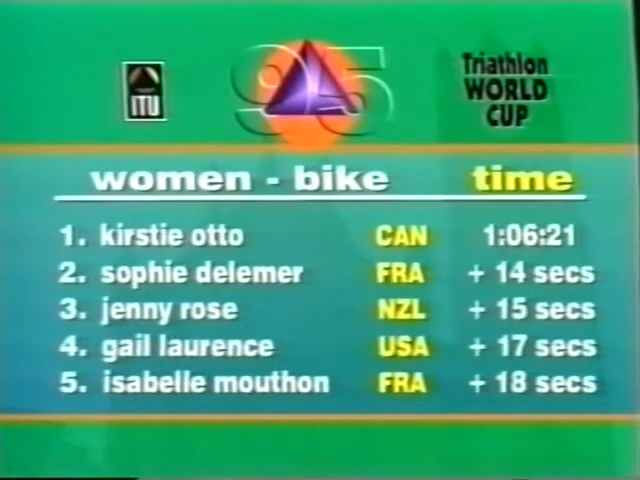 ITU
95
Triathlon
WORLD
CUP
women - bike time
1. kirstie otto CAN 1:06:21
2. sophie delemer FRA + 14 secs
3. jenny rose NZL + 15 secs
4. gail laurence USA + 17 secs
5. isabelle mouthon FRA + 18 secs